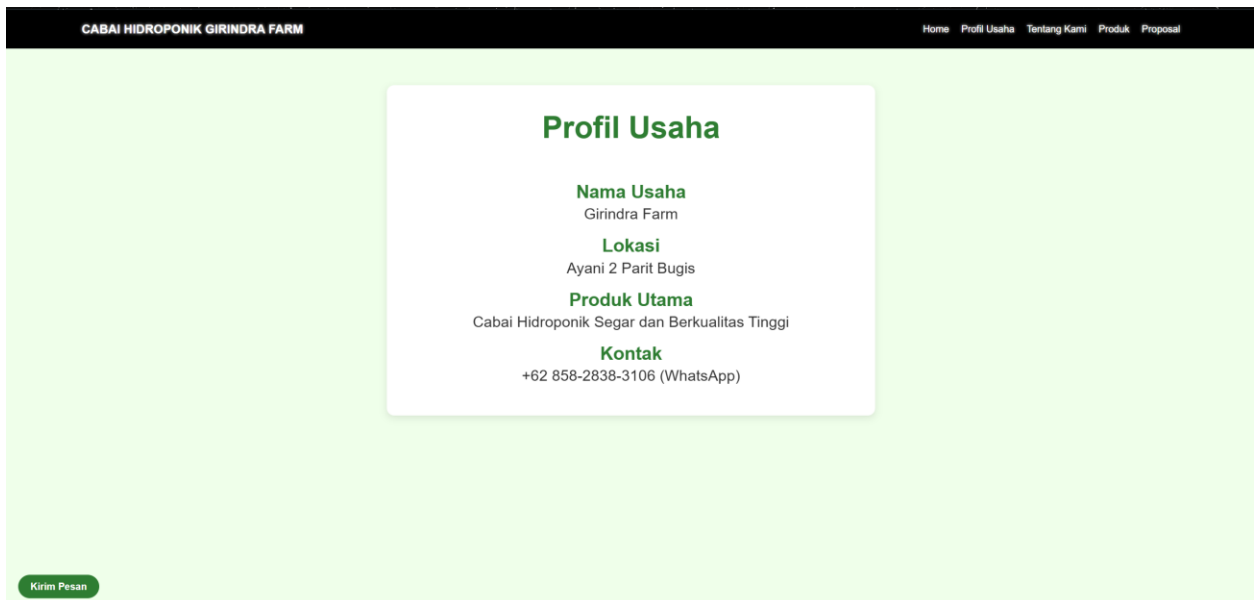 CABAI HIDROPONIK GIRINDRA FARM
Home Profil Usaha Tentang Kami Produk Proposal
Profil Usaha
Nama Usaha
Girindra Farm
Lokasi
Ayani 2 Parit Bugis
Produk Utama
Cabai Hidroponik Segar dan Berkualitas Tinggi
Kontak
+62 858-2838-3106 (WhatsApp)
Kirim Pesan